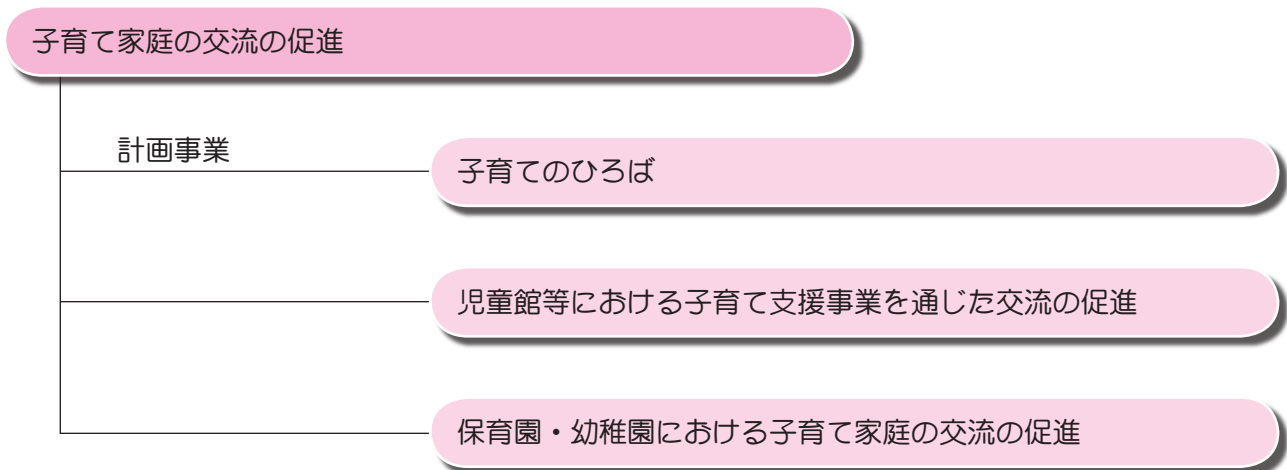 子育て家庭の交流の促進
計画事業
子育てのひろば
児童館等における子育て支援事業を通じた交流の促進
保育園・幼稚園における子育て家庭の交流の促進